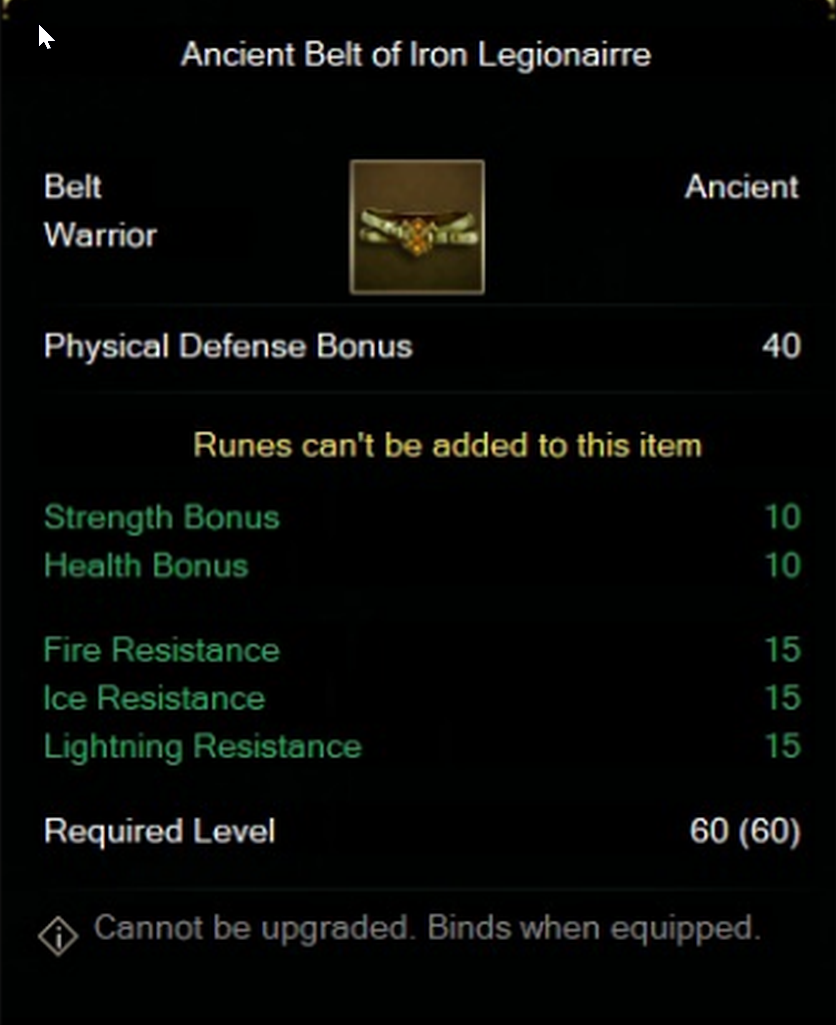 Ancient Belt of Iron Legionairre
Belt
Ancient
Warrior
Physical Defense Bonus 40
Runes can't be added to this item
Strength Bonus 10
Health Bonus 10
Fire Resistance 15
Ice Resistance 15
Lightning Resistance 15
Required Level 60 (60)
Cannot be upgraded. Binds when equipped.